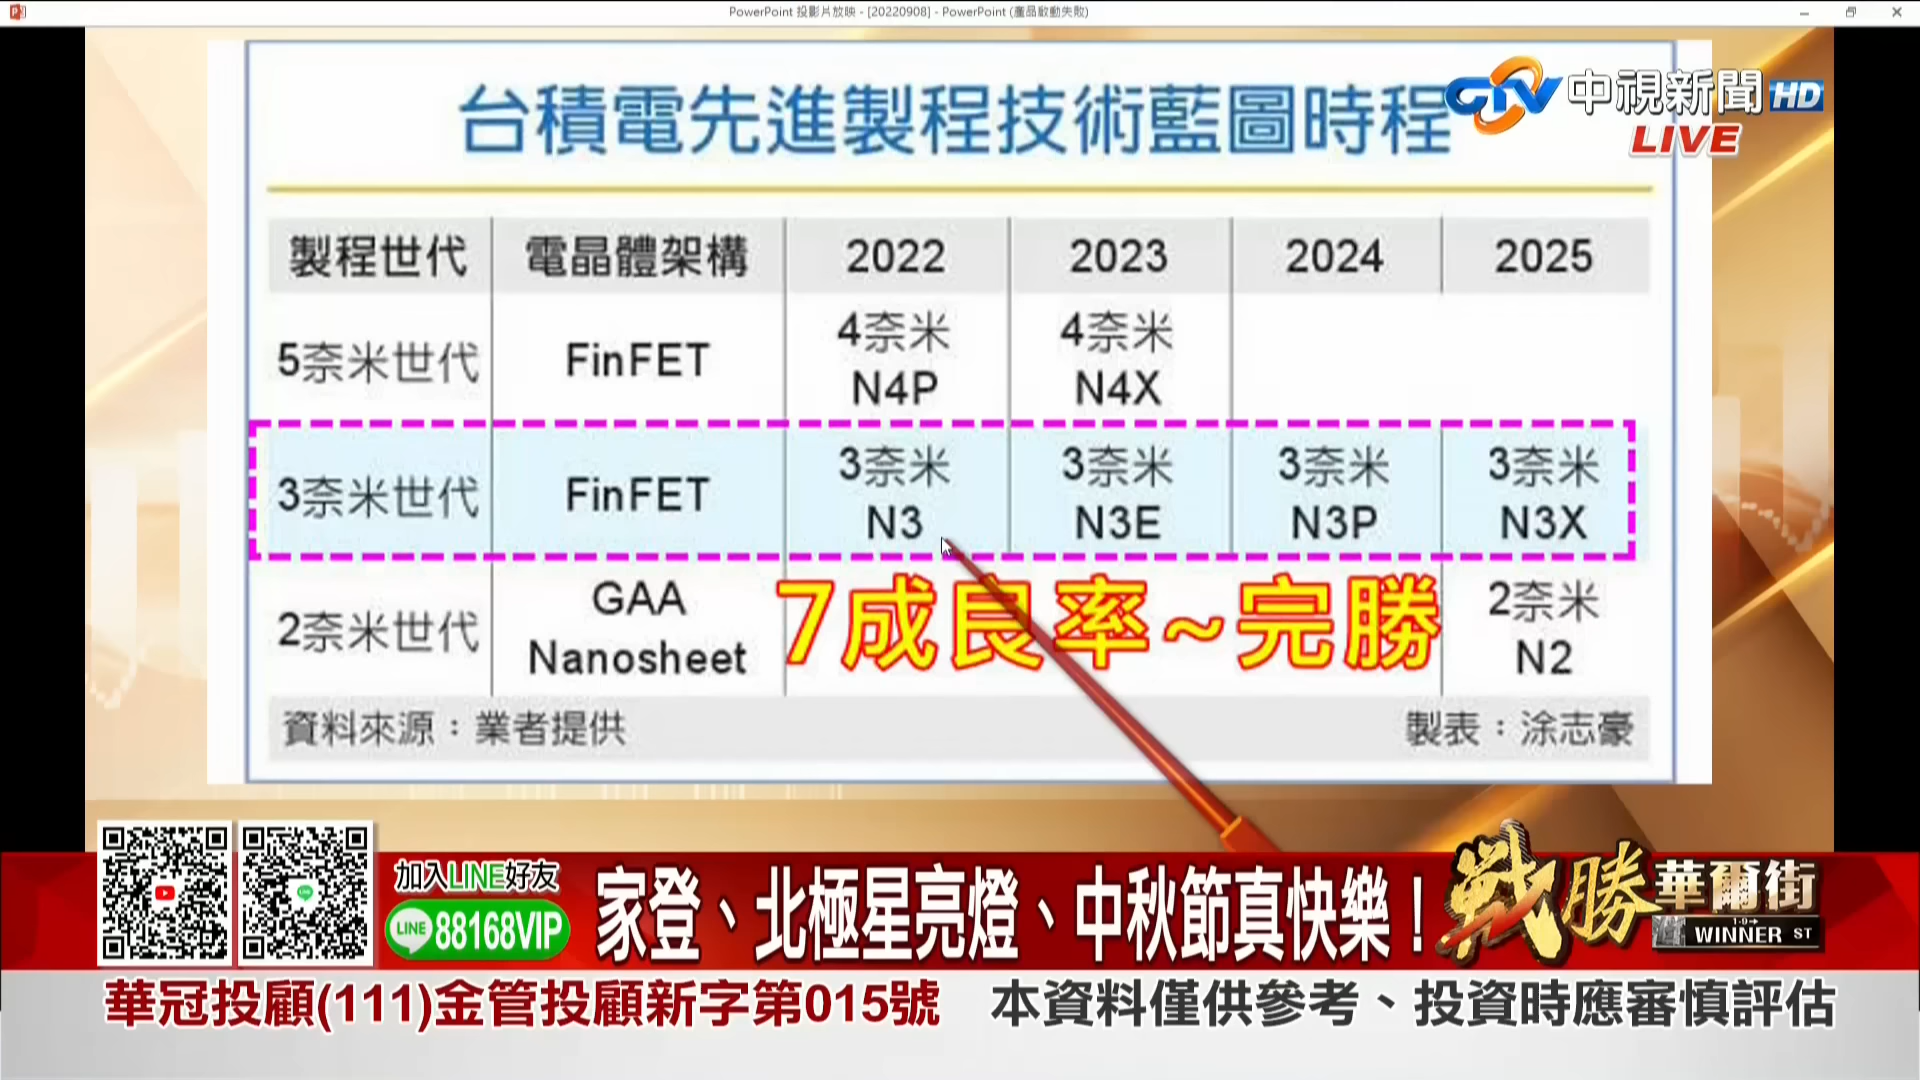 PowerPoint 投影片放映 - [20220908] - PowerPoint (產品啟動失敗)
台積電先進製程技術藍圖時程
CTV 中視新聞 HD
LIVE
製程世代 電晶體架構 2022 2023 2024 2025
5奈米世代 FinFET 4奈米 N4P 4奈米 N4X
3奈米世代 FinFET 3奈米 N3 3奈米 N3E 3奈米 N3P 3奈米 N3X
2奈米世代 GAA Nanosheet 2奈米 N2
7成良率~完勝
資料來源：業者提供 製表：涂志豪
加入LINE好友
LINE 88168VIP
家登、北極星亮燈、中秋節真快樂！
戰勝華爾街
WINNER ST
華冠投顧(111)金管投顧新字第015號 本資料僅供參考、投資時應審慎評估